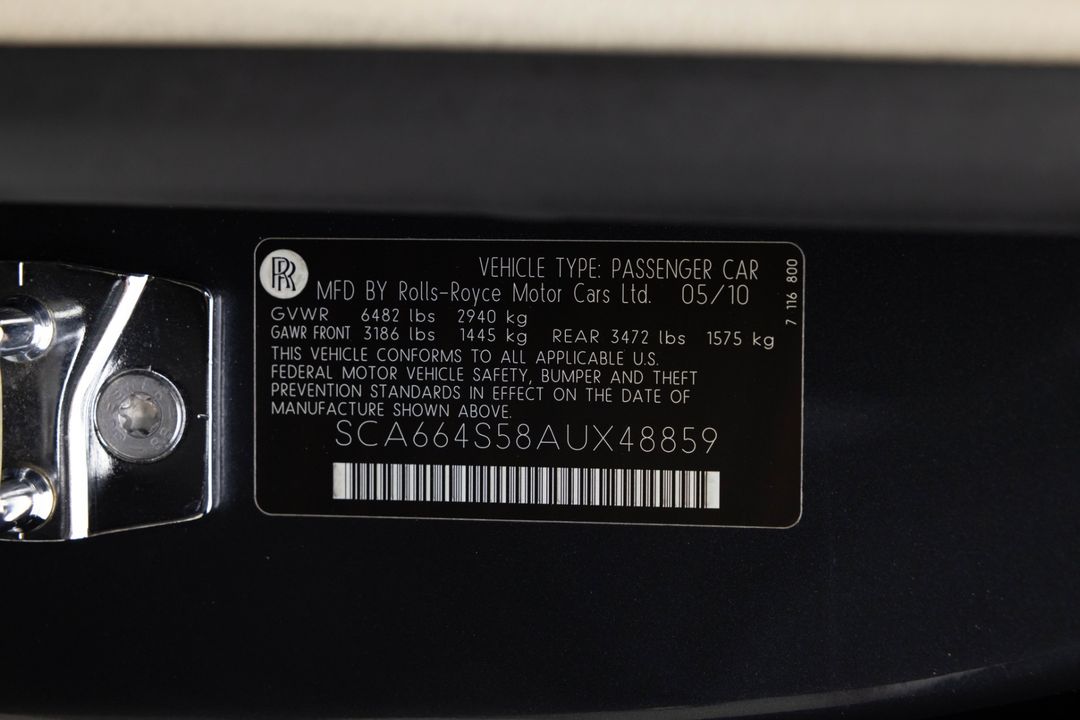 RR
VEHICLE TYPE: PASSENGER CAR
MFD BY Rolls-Royce Motor Cars Ltd. 05/10
GVWR 6482 lbs 2940 kg
GAWR FRONT 3186 lbs 1445 kg REAR 3472 lbs 1575 kg
THIS VEHICLE CONFORMS TO ALL APPLICABLE U.S.
FEDERAL MOTOR VEHICLE SAFETY, BUMPER AND THEFT
PREVENTION STANDARDS IN EFFECT ON THE DATE OF
MANUFACTURE SHOWN ABOVE.
SCA664S58AUX48859
7 116 800